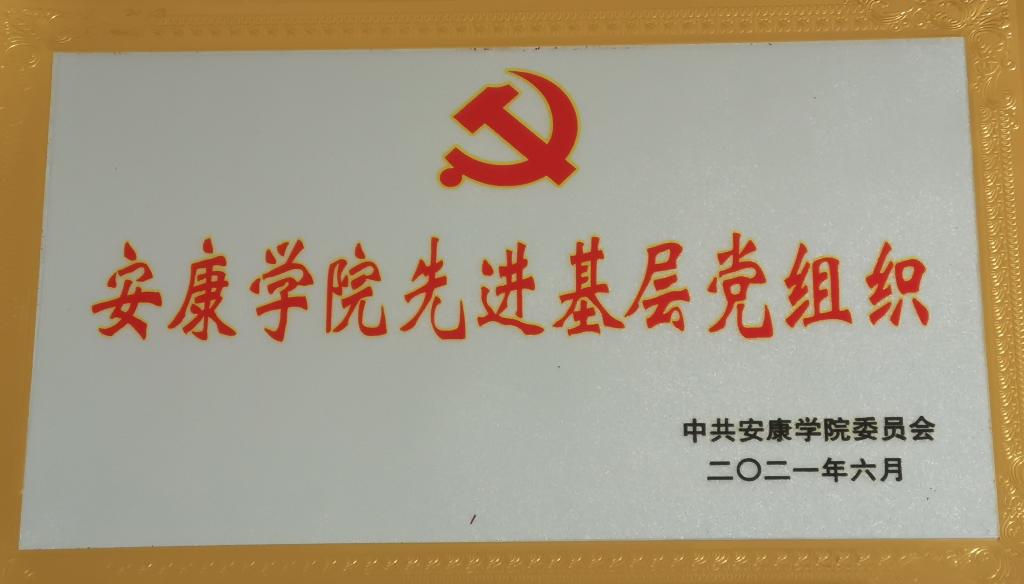 安康学院先进基层党组织
中共安康学院委员会
二〇二一年六月